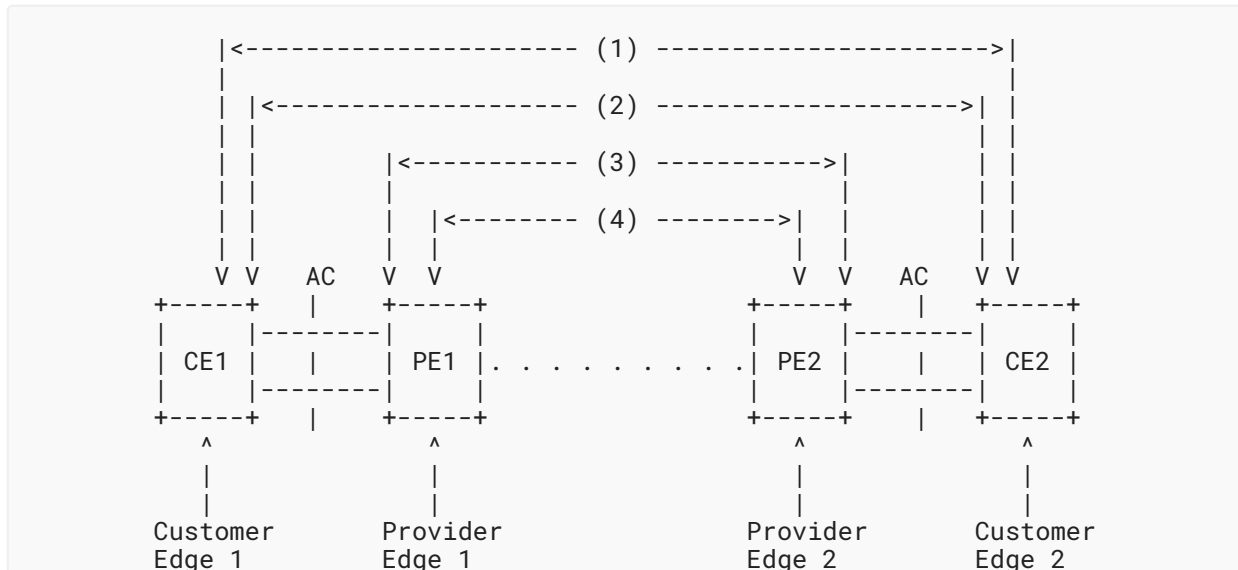 |<---------------------- (1) ---------------------->|
|                                                   |
| |<-------------------- (2) -------------------->| |
| |                                               | |
| |        |<----------- (3) ----------->|        | |
| |        |                             |        | |
| |        |  |<-------- (4) -------->|  |        | |
| |        |  |                       |  |        | |
V V   AC   V  V                       V  V   AC   V V
+-----+   |    +-----+                 +-----+    |   +-----+
|     |--------|     |                 |     |--------|     |
| CE1 |   |    | PE1 |. . . . . . . . .| PE2 |    |   | CE2 |
|     |--------|     |                 |     |--------|     |
+-----+   |    +-----+                 +-----+    |   +-----+
^              ^                       ^              ^
|              |                       |              |
|              |                       |              |
Customer       Provider                Provider       Customer
Edge 1         Edge 1                  Edge 2         Edge 2